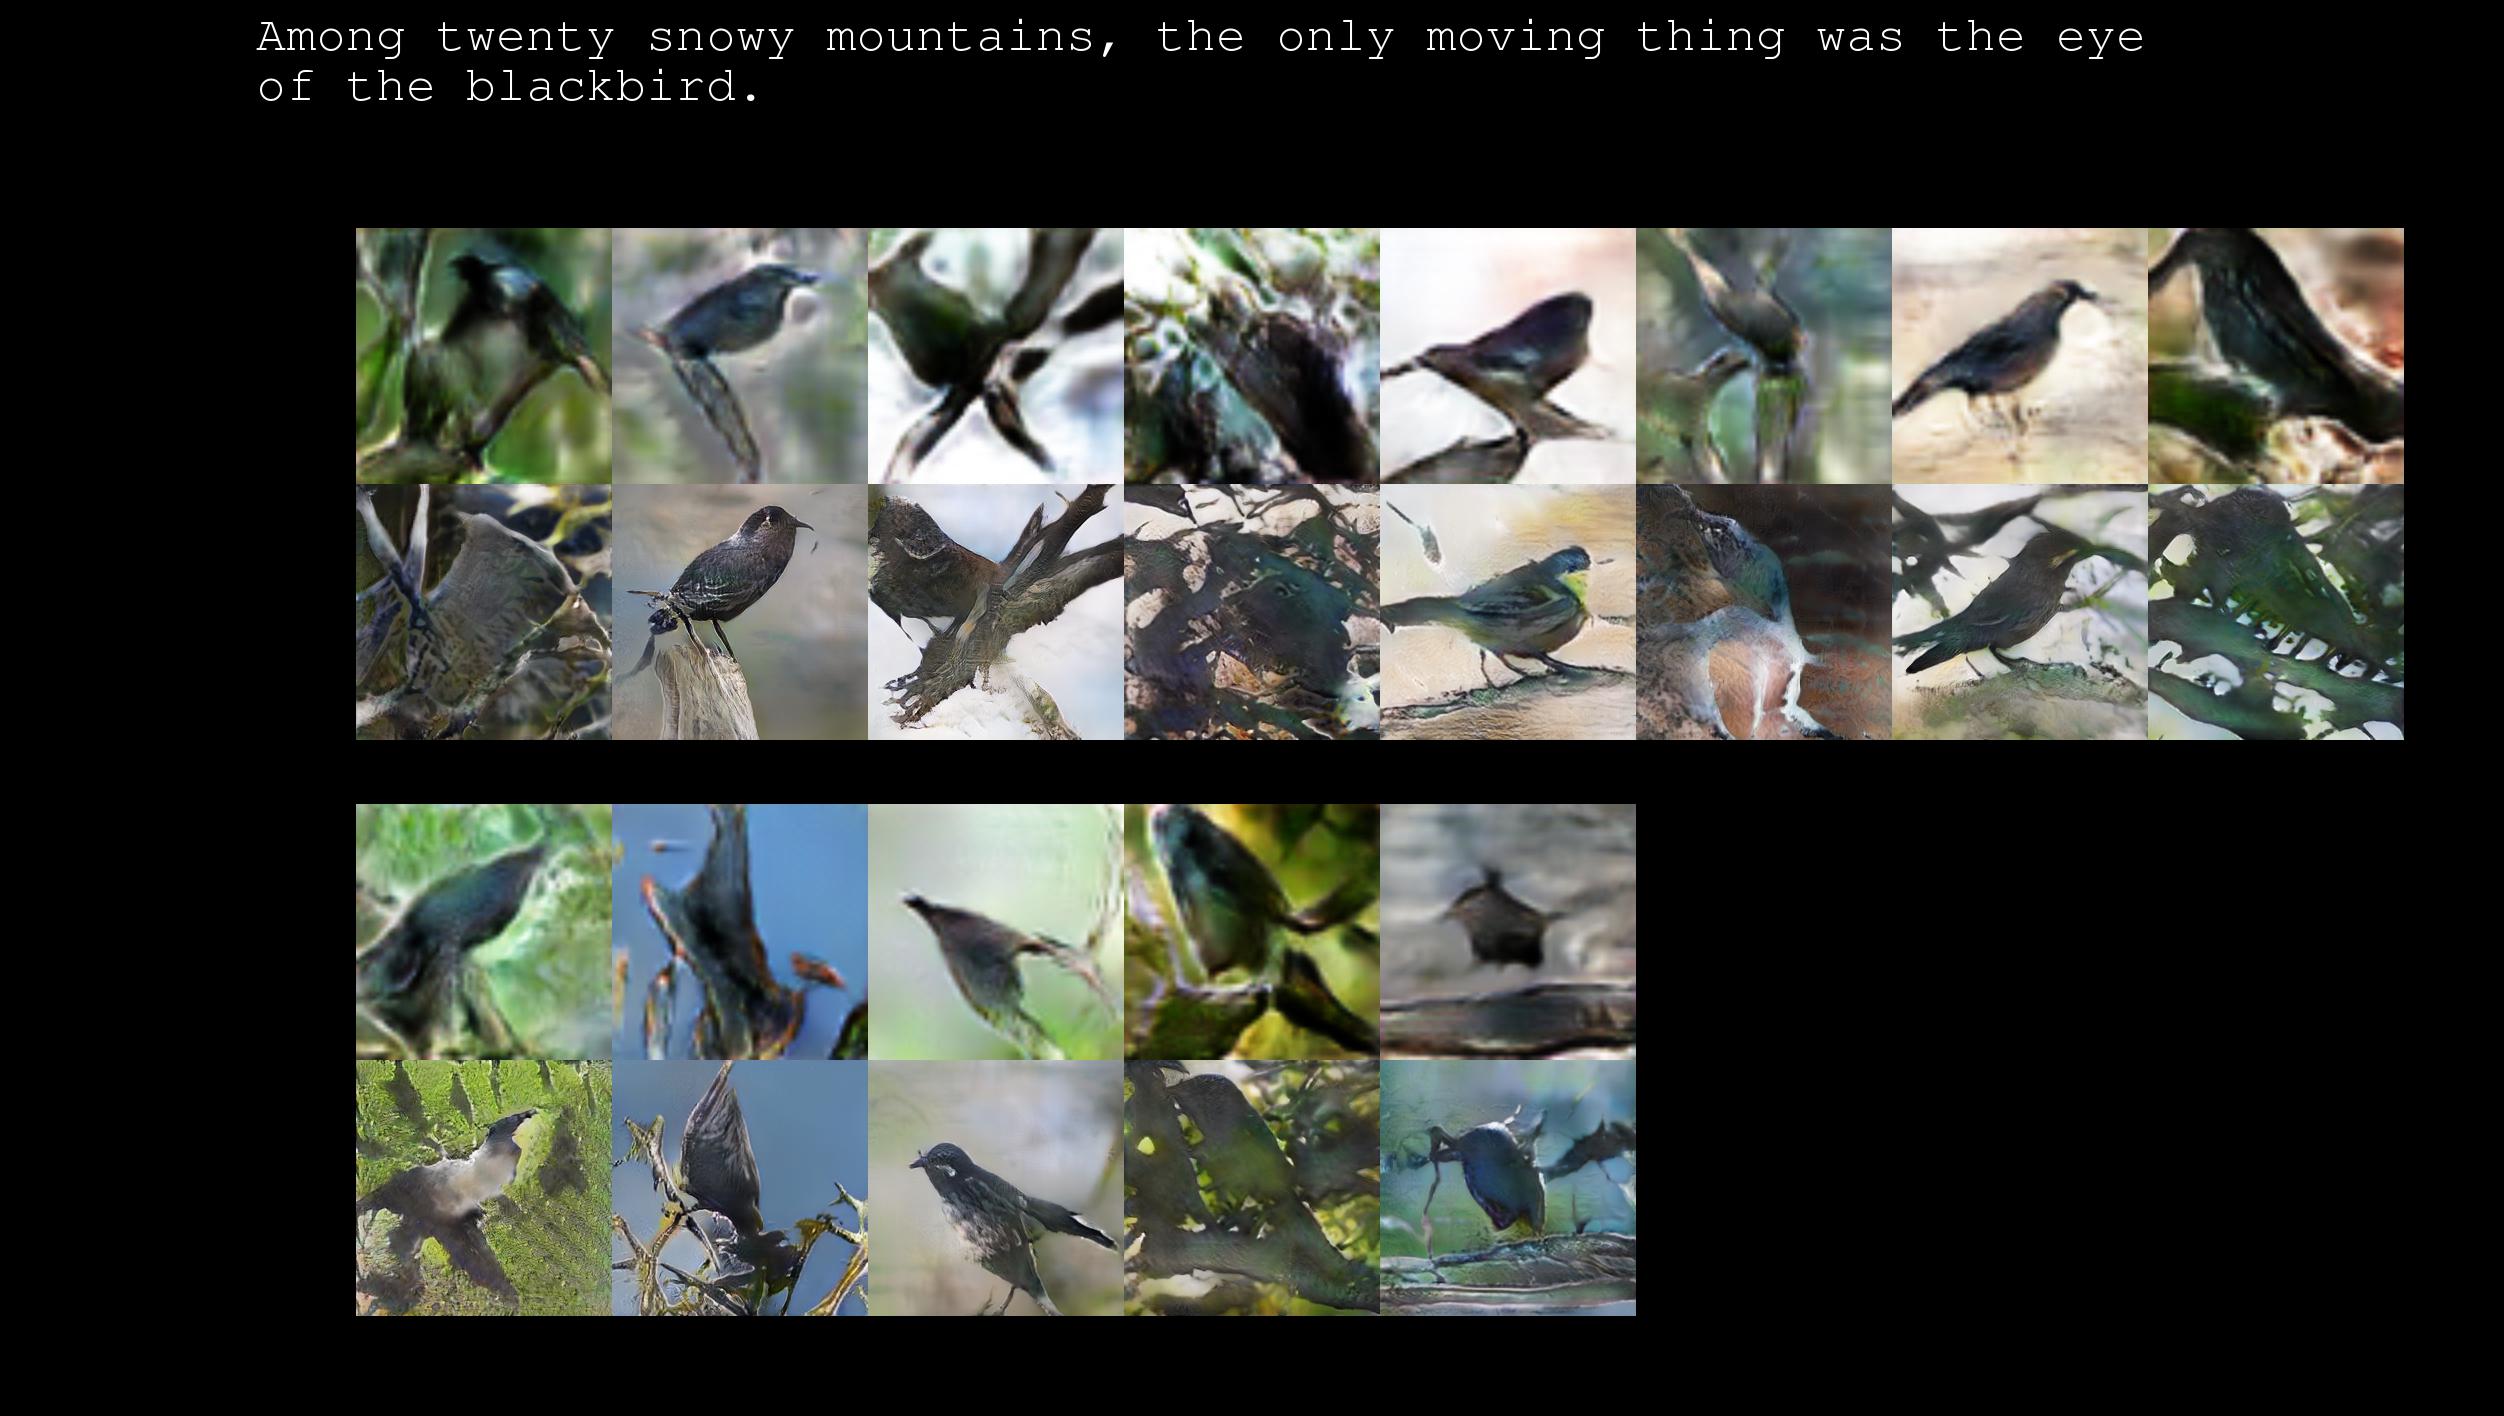 Among twenty snowy mountains, the only moving thing was the eye
of the blackbird.